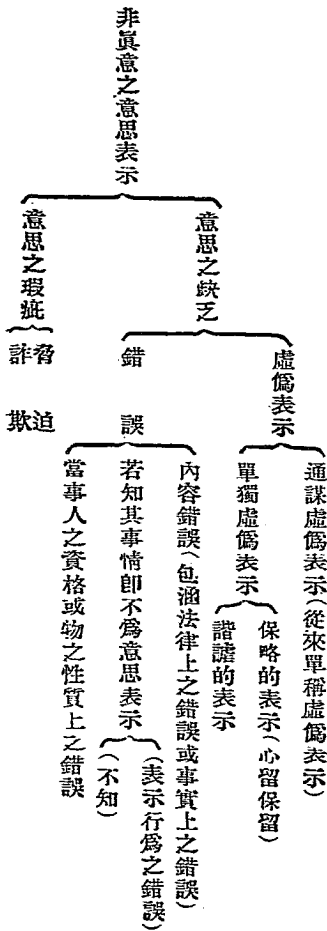 非眞意之意思表示
意思之缺乏
虛僞表示
通謀虛僞表示(從來單稱虛僞表示)
單獨虛僞表示
保略的表示(心留保留)
諧謔的表示
錯誤
內容錯誤(包涵法律上之錯誤或事實上之錯誤)
若知其事情卽不爲意思表示
(表示行爲之錯誤)
(不知)
當事人之資格或物之性質上之錯誤
意思之瑕疵
脅迫
詐欺